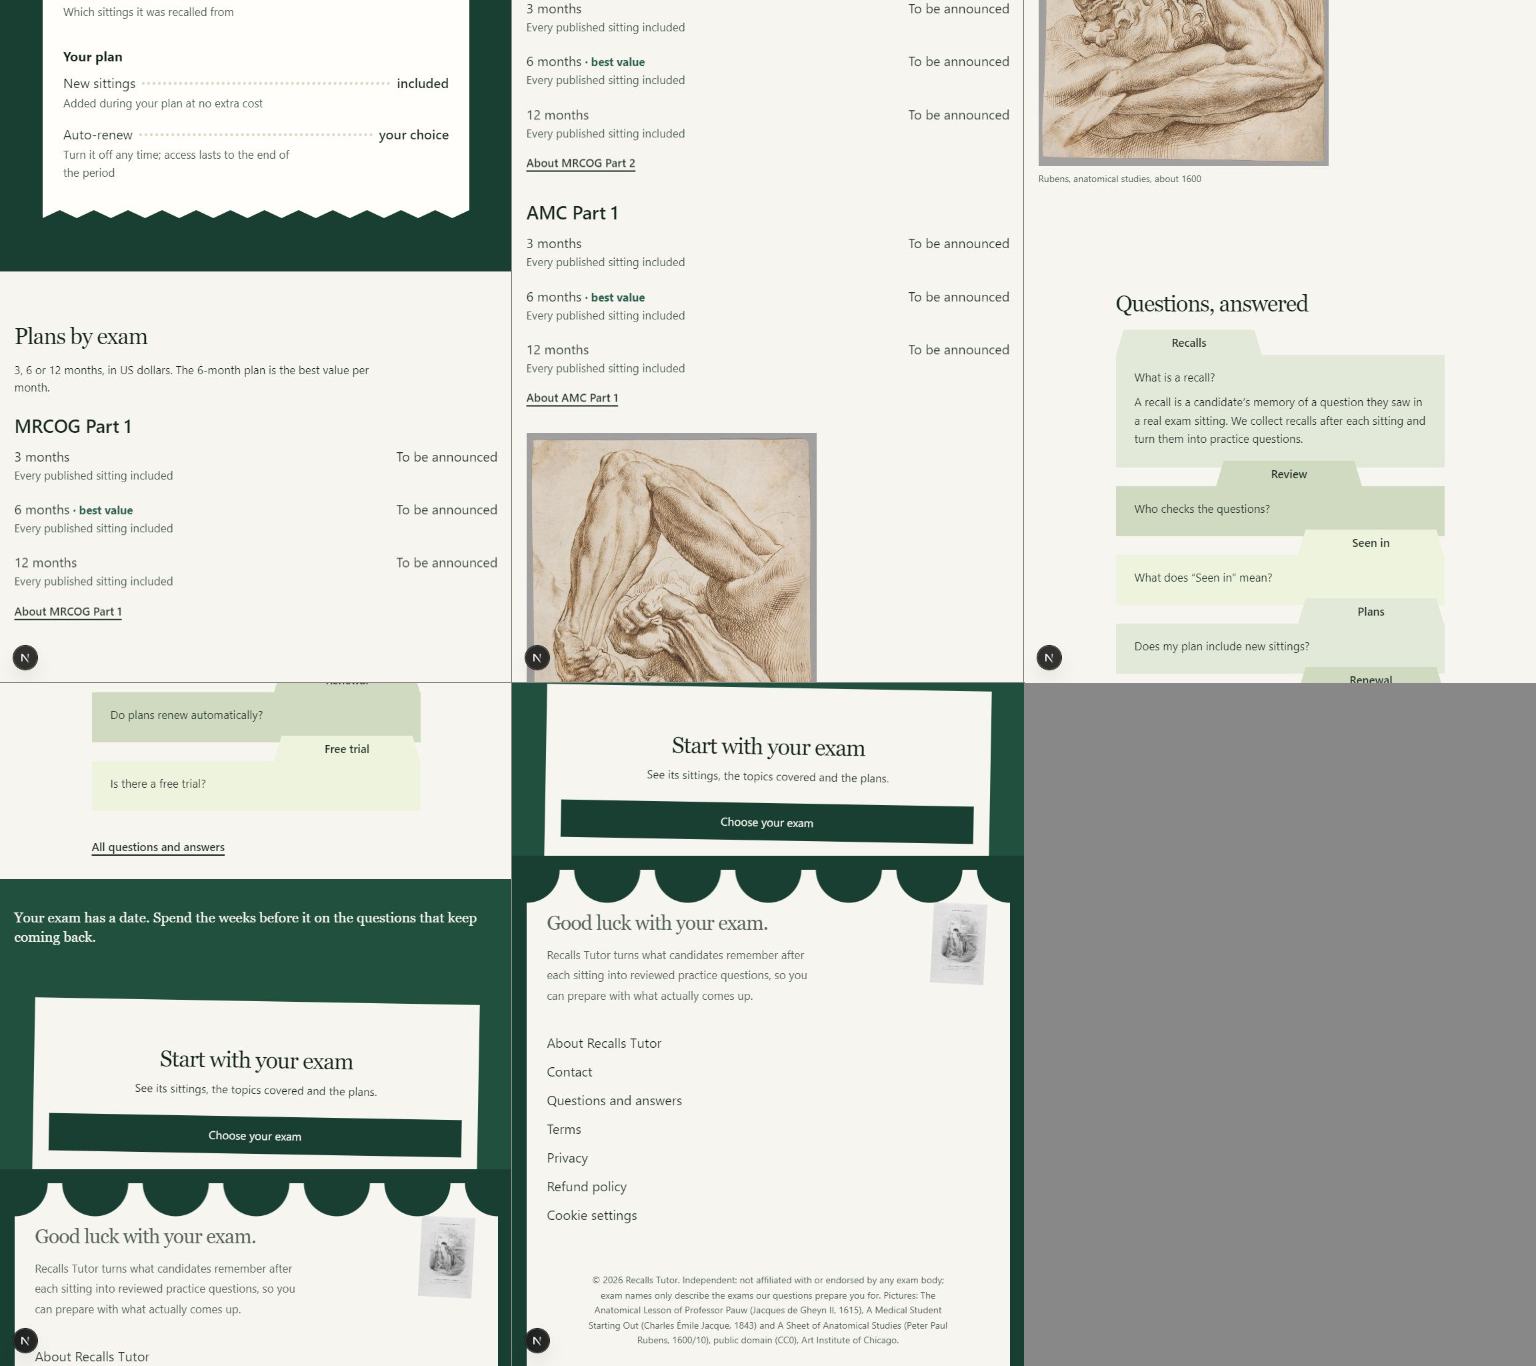 Which sittings it was recalled from
Your plan
New sittings included
Added during your plan at no extra cost
Auto-renew your choice
Turn it off any time; access lasts to the end of
the period
Plans by exam
3, 6 or 12 months, in US dollars. The 6-month plan is the best value per
month.
MRCOG Part 1
3 months To be announced
Every published sitting included
6 months · best value To be announced
Every published sitting included
12 months To be announced
Every published sitting included
About MRCOG Part 1
N
3 months To be announced
Every published sitting included
6 months · best value To be announced
Every published sitting included
12 months To be announced
Every published sitting included
About MRCOG Part 2
AMC Part 1
3 months To be announced
Every published sitting included
6 months · best value To be announced
Every published sitting included
12 months To be announced
Every published sitting included
About AMC Part 1
N
Rubens, anatomical studies, about 1600
Questions, answered
Recalls
What is a recall?
A recall is a candidate's memory of a question they saw in
a real exam sitting. We collect recalls after each sitting and
turn them into practice questions.
Review
Who checks the questions?
Seen in
What does “Seen in” mean?
Plans
Does my plan include new sittings?
Renewal
N
Do plans renew automatically?
Free trial
Is there a free trial?
All questions and answers
Your exam has a date. Spend the weeks before it on the questions that keep
coming back.
Start with your exam
See its sittings, the topics covered and the plans.
Choose your exam
Good luck with your exam.
Recalls Tutor turns what candidates remember after
each sitting into reviewed practice questions, so you
can prepare with what actually comes up.
N
About Recalls Tutor
Start with your exam
See its sittings, the topics covered and the plans.
Choose your exam
Good luck with your exam.
Recalls Tutor turns what candidates remember after
each sitting into reviewed practice questions, so you
can prepare with what actually comes up.
About Recalls Tutor
Contact
Questions and answers
Terms
Privacy
Refund policy
Cookie settings
© 2026 Recalls Tutor. Independent: not affiliated with or endorsed by any exam body;
exam names only describe the exams our questions prepare you for. Pictures: The
Anatomical Lesson of Professor Pauw (Jacques de Gheyn II, 1615), A Medical Student
Starting Out (Charles Émile Jacque, 1843) and A Sheet of Anatomical Studies (Peter Paul
Rubens, 1600/10), public domain (CC0), Art Institute of Chicago.
N